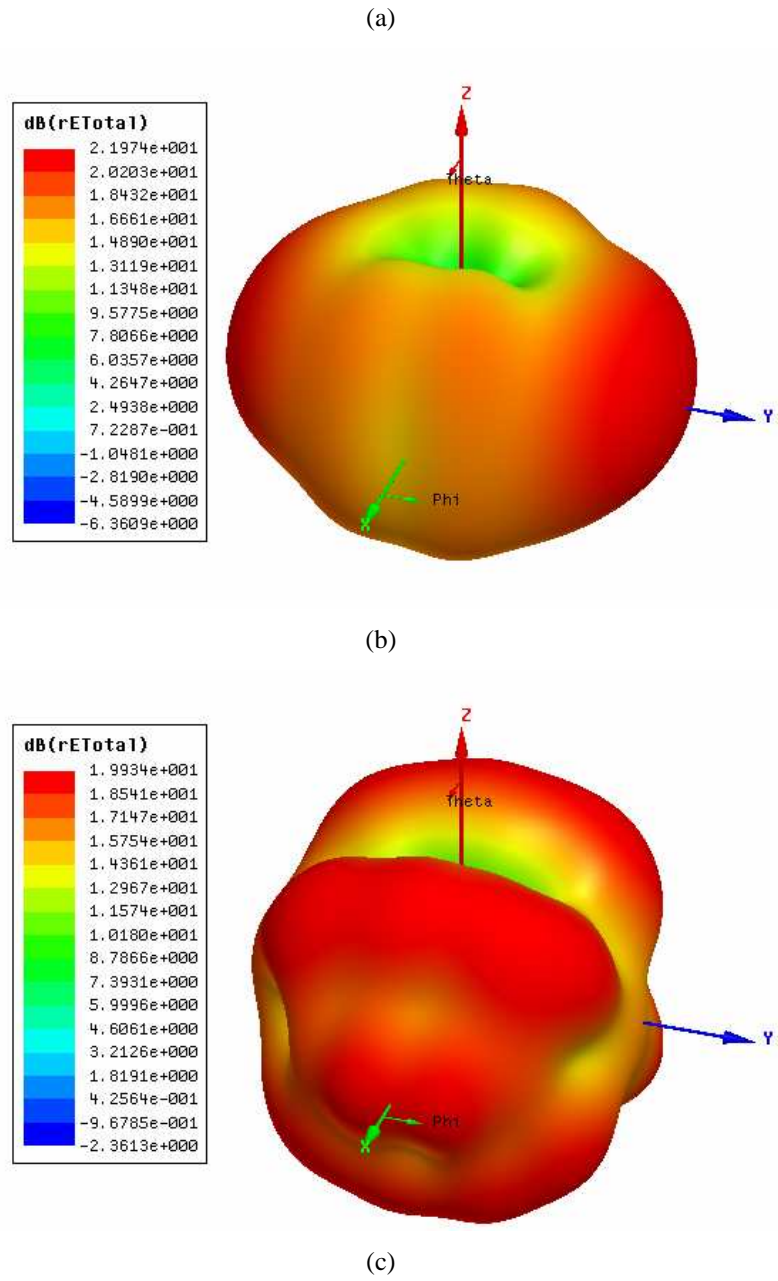 (a)
dB(rETotal)
2.1974e+001
2.0203e+001
1.8432e+001
1.6661e+001
1.4890e+001
1.3119e+001
1.1348e+001
9.5775e+000
7.8066e+000
6.0357e+000
4.2647e+000
2.4938e+000
7.2287e-001
-1.0481e+000
-2.8190e+000
-4.5899e+000
-6.3609e+000
Z
Theta
Y
Phi
X
(b)
dB(rETotal)
1.9934e+001
1.8541e+001
1.7147e+001
1.5754e+001
1.4361e+001
1.2967e+001
1.1574e+001
1.0180e+001
8.7866e+000
7.3931e+000
5.9996e+000
4.6061e+000
3.2126e+000
1.8191e+000
4.2564e-001
-9.6785e-001
-2.3613e+000
Z
Theta
Y
Phi
X
(c)